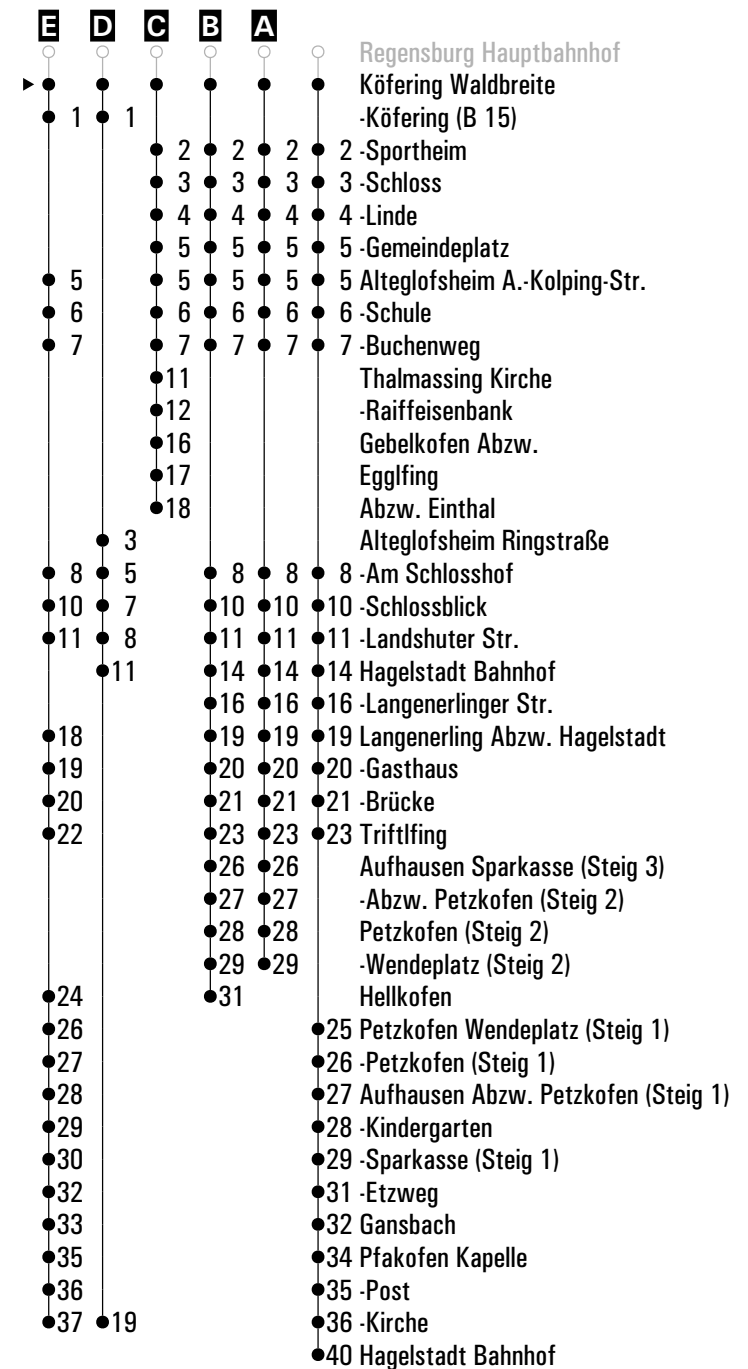 E D C B A
Regensburg Hauptbahnhof
Köfering Waldbreite
1 1 -Köfering (B 15)
2 2 2 2 -Sportheim
3 3 3 3 -Schloss
4 4 4 4 -Linde
5 5 5 5 -Gemeindeplatz
5 5 5 5 5 Alteglofsheim A.-Kolping-Str.
6 6 6 6 6 -Schule
7 7 7 7 7 -Buchenweg
11 Thalmassing Kirche
12 -Raiffeisenbank
16 Gebelkofen Abzw.
17 Egglfing
18 Abzw. Einthal
3 Alteglofsheim Ringstraße
8 5 8 8 8 -Am Schlosshof
10 7 10 10 10 -Schlossblick
11 8 11 11 11 -Landshuter Str.
11 14 14 14 Hagelstadt Bahnhof
16 16 16 -Langenerlinger Str.
18 19 19 19 Langenerling Abzw. Hagelstadt
19 20 20 20 -Gasthaus
20 21 21 21 -Brücke
22 23 23 23 Triftlfing
26 26 Aufhausen Sparkasse (Steig 3)
27 27 -Abzw. Petzkofen (Steig 2)
28 28 Petzkofen (Steig 2)
29 29 -Wendeplatz (Steig 2)
24 31 Hellkofen
26 25 Petzkofen Wendeplatz (Steig 1)
27 26 -Petzkofen (Steig 1)
28 27 Aufhausen Abzw. Petzkofen (Steig 1)
29 28 -Kindergarten
30 29 -Sparkasse (Steig 1)
32 31 -Etzweg
33 32 Gansbach
35 34 Pfakofen Kapelle
36 35 -Post
37 19 36 -Kirche
40 Hagelstadt Bahnhof